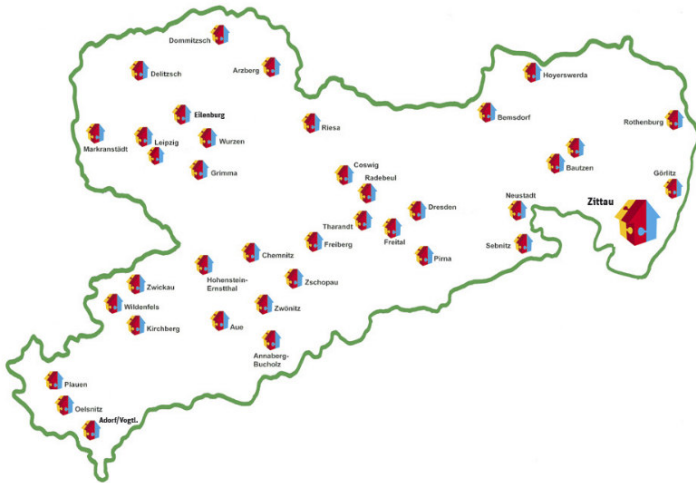 Dommitzsch
Delitzsch
Arzberg
Hoyerswerda
Eilenburg
Bernsdorf
Riesa
Rothenburg
Markranstädt
Leipzig
Wurzen
Grimma
Coswig
Radebeul
Bautzen
Görlitz
Neustadt
Zittau
Dresden
Tharandt
Freital
Freiberg
Sebnitz
Pirna
Chemnitz
Hohenstein-
Ernstthal
Zschopau
Zwickau
Wildenfels
Zwönitz
Kirchberg
Aue
Annaberg-
Bucholz
Plauen
Oelsnitz
Adorf/Vogtl.